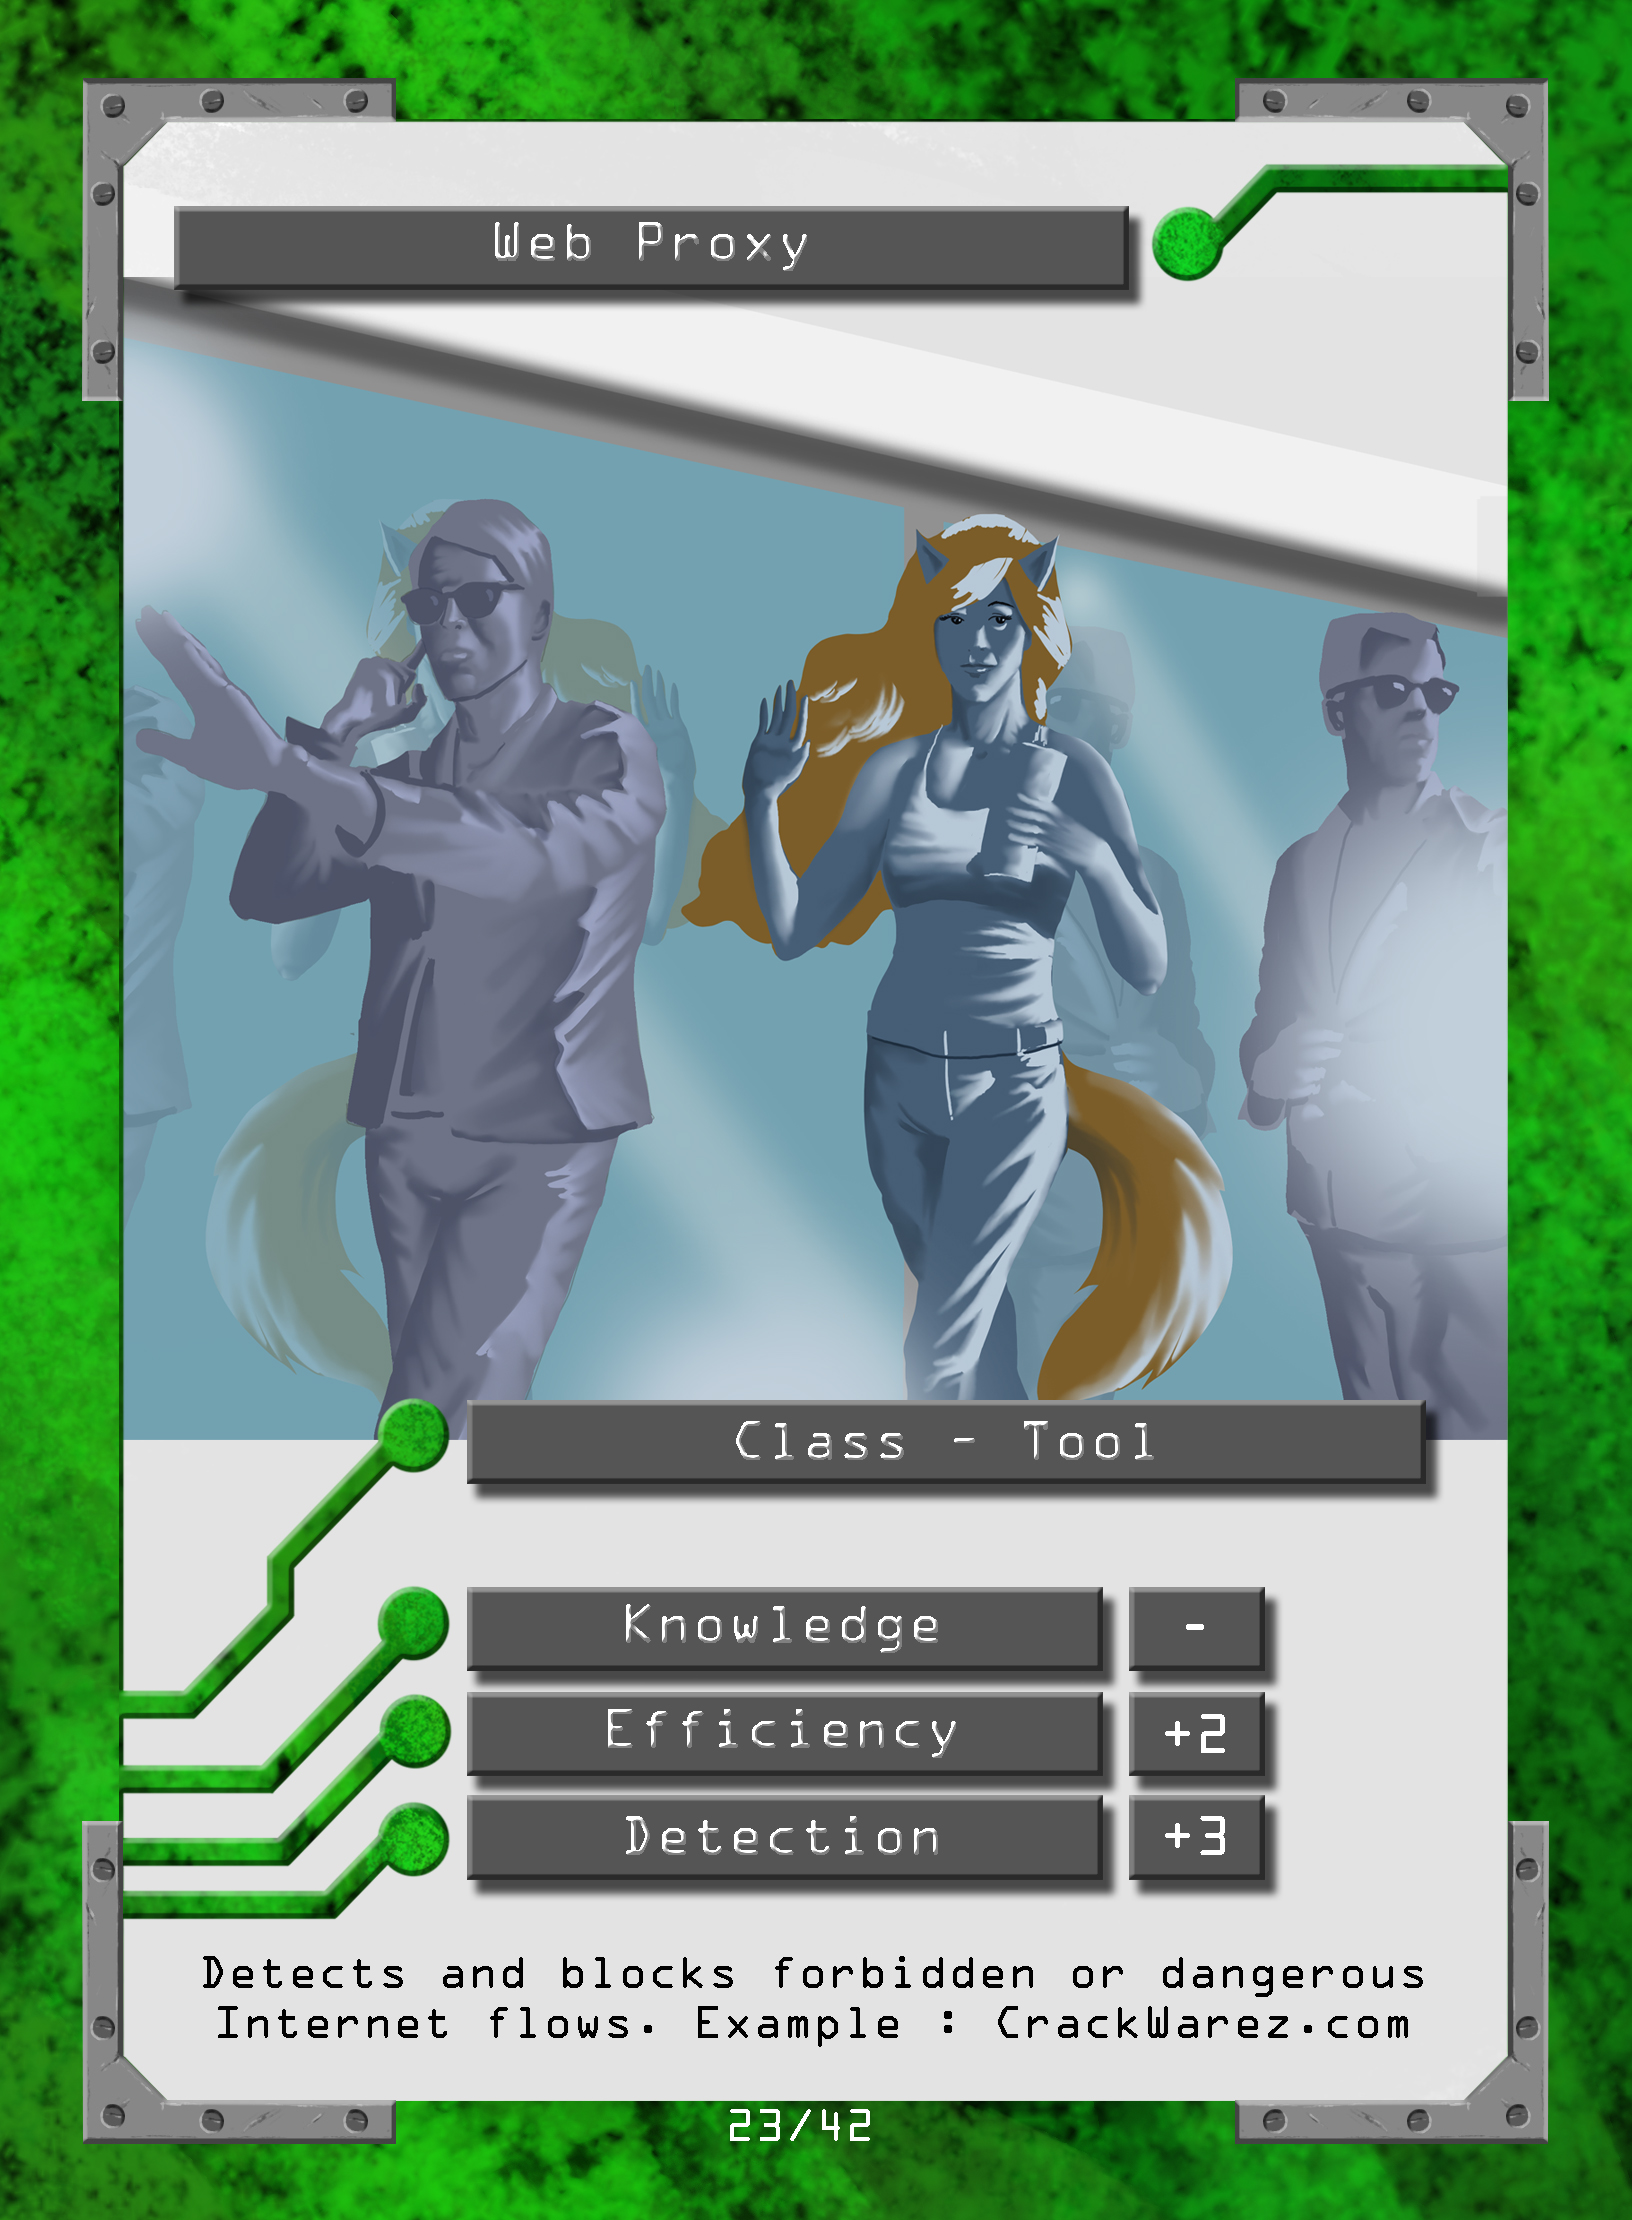 Web Proxy
Class - Tool
Knowledge -
Efficiency +2
Detection +3
Detects and blocks forbidden or dangerous
Internet flows. Example : CrackWarez.com
23/42